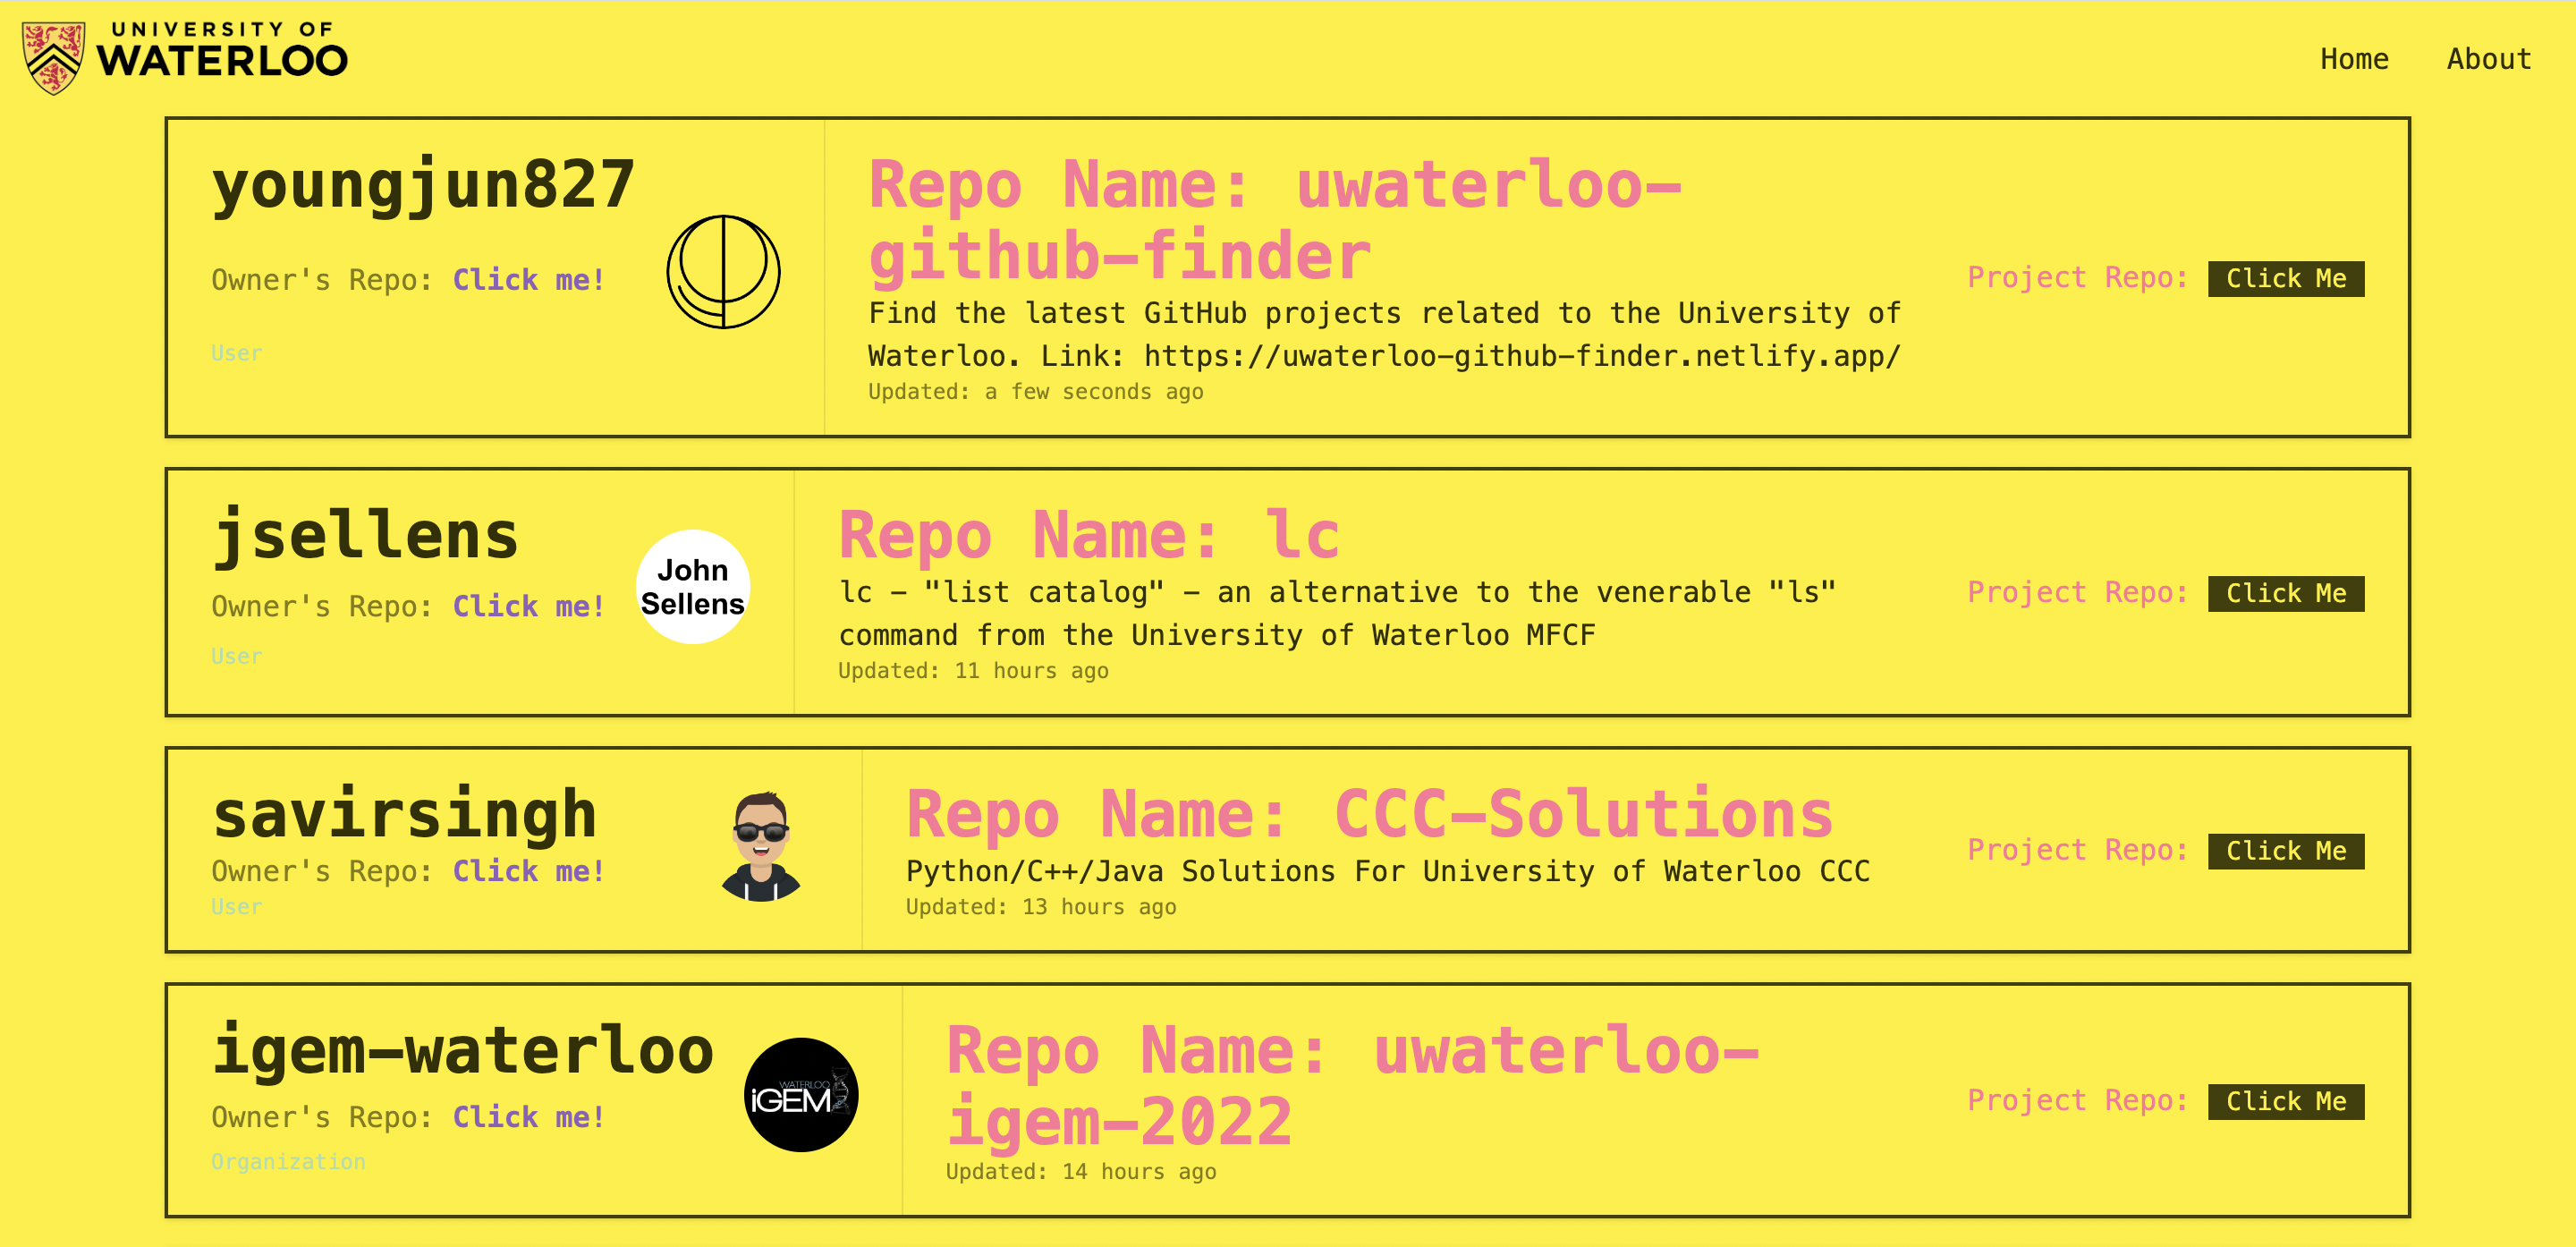 UNIVERSITY OF
WATERLOO
Home
About
youngjun827
Owner's Repo: Click me!
User
Repo Name: uwaterloo-
github-finder
Find the latest GitHub projects related to the University of
Waterloo. Link: https://uwaterloo-github-finder.netlify.app/
Updated: a few seconds ago
Project Repo: Click Me
jsellens
Owner's Repo: Click me!
User
John
Sellens
Repo Name: lc
lc - "list catalog" - an alternative to the venerable "ls"
command from the University of Waterloo MFCF
Updated: 11 hours ago
Project Repo: Click Me
savirsingh
Owner's Repo: Click me!
User
Repo Name: CCC-Solutions
Python/C++/Java Solutions For University of Waterloo CCC
Updated: 13 hours ago
Project Repo: Click Me
igem-waterloo
Owner's Repo: Click me!
Organization
WATERLOO
iGEM
Repo Name: uwaterloo-
igem-2022
Updated: 14 hours ago
Project Repo: Click Me